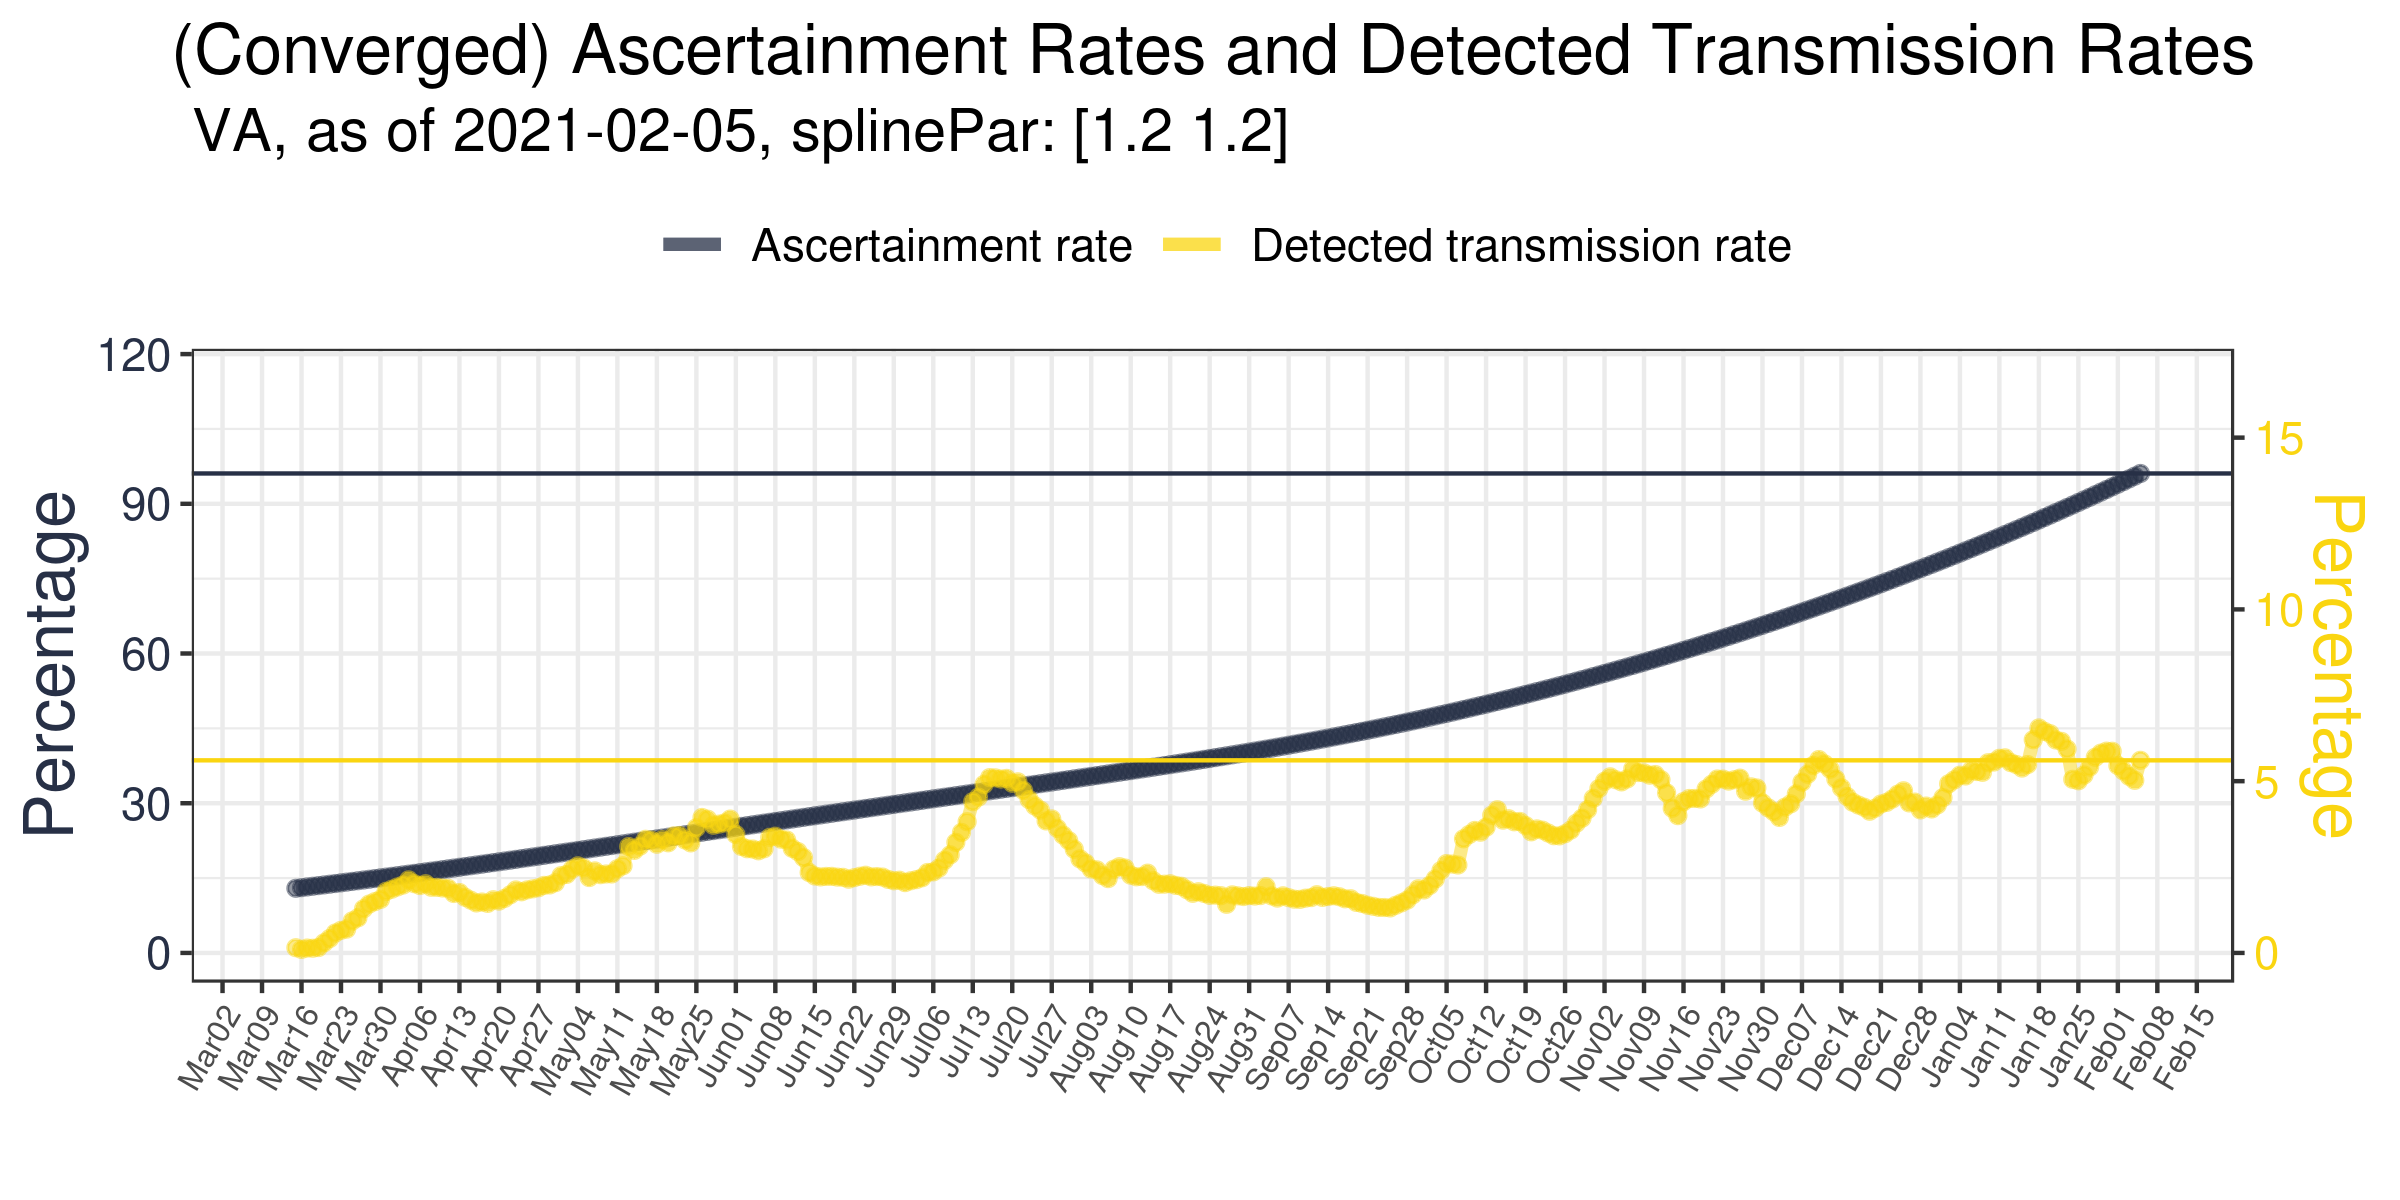 (Converged) Ascertainment Rates and Detected Transmission Rates
VA, as of 2021-02-05, splinePar: [1.2 1.2]
Ascertainment rate
Detected transmission rate
Percentage
120
90
60
30
0
15
10
5
0
Percentage
Mar02
Mar09
Mar16
Mar23
Mar30
Apr06
Apr13
Apr20
Apr27
May04
May11
May18
May25
Jun01
Jun08
Jun15
Jun22
Jun29
Jul06
Jul13
Jul20
Jul27
Aug03
Aug10
Aug17
Aug24
Aug31
Sep07
Sep14
Sep21
Sep28
Oct05
Oct12
Oct19
Oct26
Nov02
Nov09
Nov16
Nov23
Nov30
Dec07
Dec14
Dec21
Dec28
Jan04
Jan11
Jan18
Jan25
Feb01
Feb08
Feb15